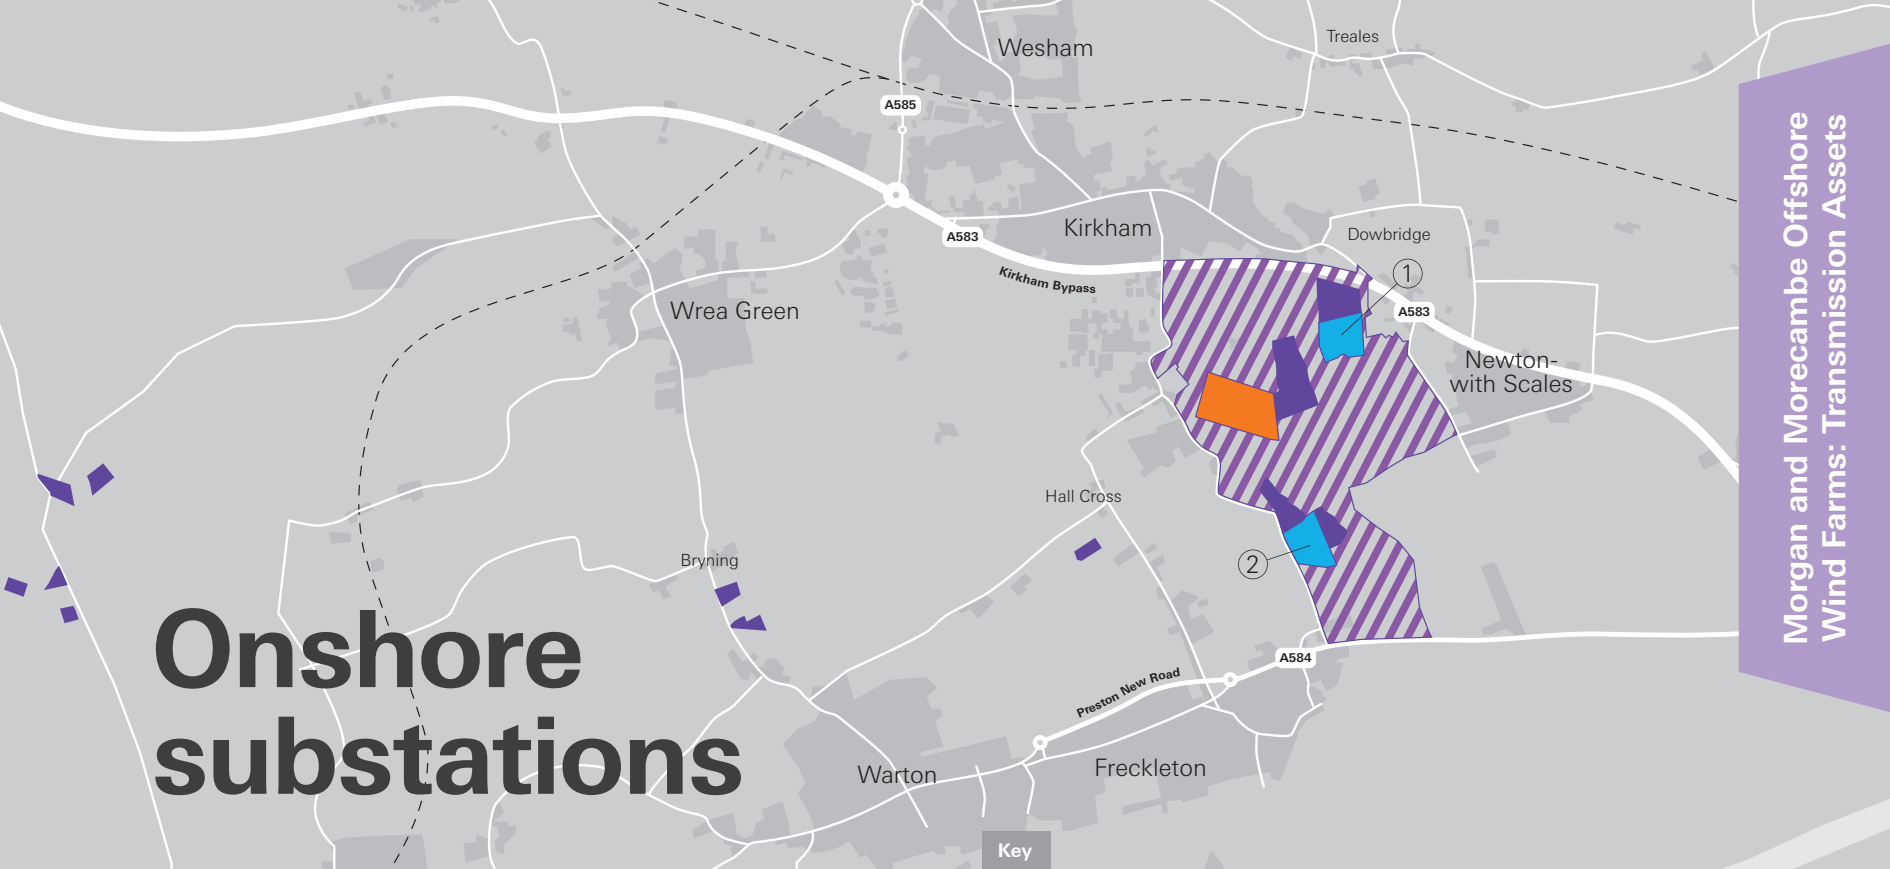 Wesham
Treales
A585
Kirkham
Dowbridge
A583
Kirkham Bypass
1
A583
Wrea Green
Newton-
with Scales
Hall Cross
Bryning
2
Onshore
substations
A584
Preston New Road
Warton
Freckleton
Key
Morgan and Morecambe Offshore
Wind Farms: Transmission Assets